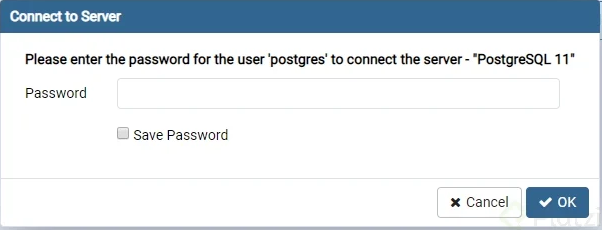 Connect to Server
Please enter the password for the user 'postgres' to connect the server - "PostgreSQL 11"
Password
Save Password
Cancel
OK